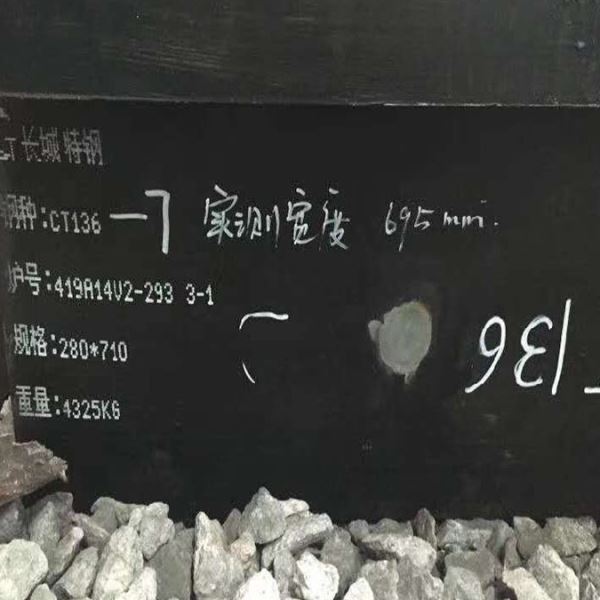 长城特钢
钢种:CT136
实测宽度 695mm.
炉号:419A14V2-293 3-1
规格:280*710
重量:4325KG
136